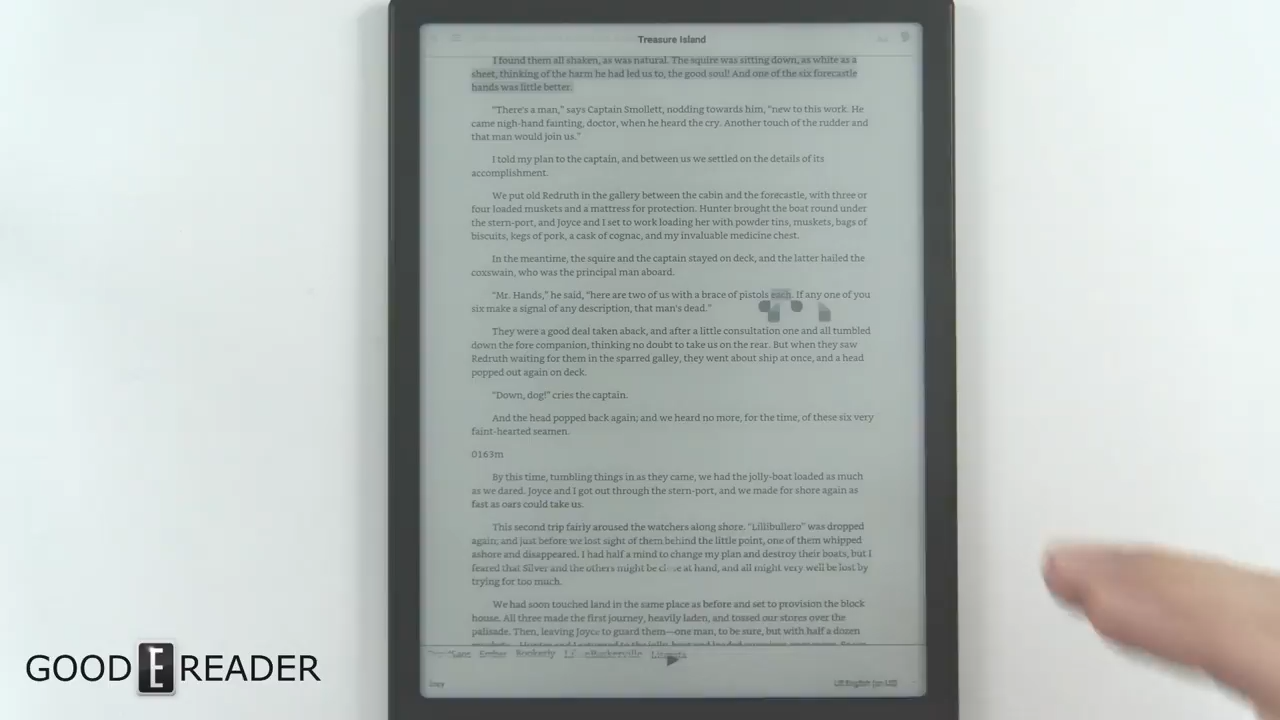 Treasure Island
I found them all shaken, as was natural. The squire was sitting down, as white as a
sheet, thinking of the harm he had led us to, the good soul! And one of the six forecastle
hands was little better.
"There's a man," says Captain Smollett, nodding towards him, "new to this work. He
came nigh-hand fainting, doctor, when he heard the cry. Another touch of the rudder and
that man would join us."
I told my plan to the captain, and between us we settled on the details of its
accomplishment.
We put old Redruth in the gallery between the cabin and the forecastle, with three or
four loaded muskets and a mattress for protection. Hunter brought the boat round under
the stern-port, and Joyce and I set to work loading her with powder tins, muskets, bags of
biscuits, kegs of pork, a cask of cognac, and my invaluable medicine chest.
In the meantime, the squire and the captain stayed on deck, and the latter hailed the
coxswain, who was the principal man aboard.
"Mr. Hands," he said, "here are two of us with a brace of pistols each. If any one of you
six make a signal of any description, that man's dead."
They were a good deal taken aback, and after a little consultation one and all tumbled
down the fore companion, thinking no doubt to take us on the rear. But when they saw
Redruth waiting for them in the sparred galley, they went about ship at once, and a head
popped out again on deck.
"Down, dog!" cries the captain.
And the head popped back again; and we heard no more, for the time, of these six very
faint-hearted seamen.
0163m
By this time, tumbling things in as they came, we had the jolly-boat loaded as much
as we dared. Joyce and I got out through the stern-port, and we made for shore again as
fast as oars could take us.
This second trip fairly aroused the watchers along shore. "Lillibullero" was dropped
again; and just before we lost sight of them behind the little point, one of them whipped
ashore and disappeared. I had half a mind to change my plan and destroy their boats, but I
feared that Silver and the others might be close at hand, and all might very well be lost by
trying for too much.
We had soon touched land in the same place as before and set to provision the block
house. All three made the first journey, heavily laden, and tossed our stores over the
palisade. Then, leaving Joyce to guard them—one man, to be sure, but with half a dozen
Bookerly
GOOD E READER